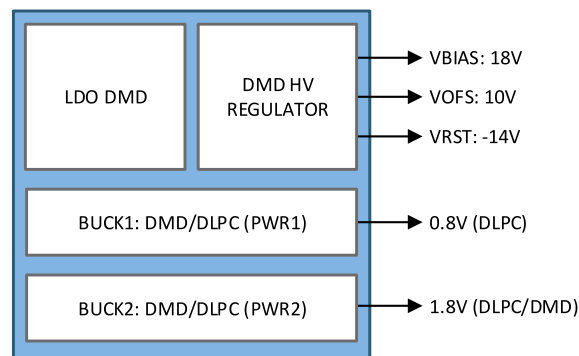 LDO DMD
DMD HV
REGULATOR
VBIAS: 18V
VOFS: 10V
VRST: -14V
BUCK1: DMD/DLPC (PWR1)
0.8V (DLPC)
BUCK2: DMD/DLPC (PWR2)
1.8V (DLPC/DMD)